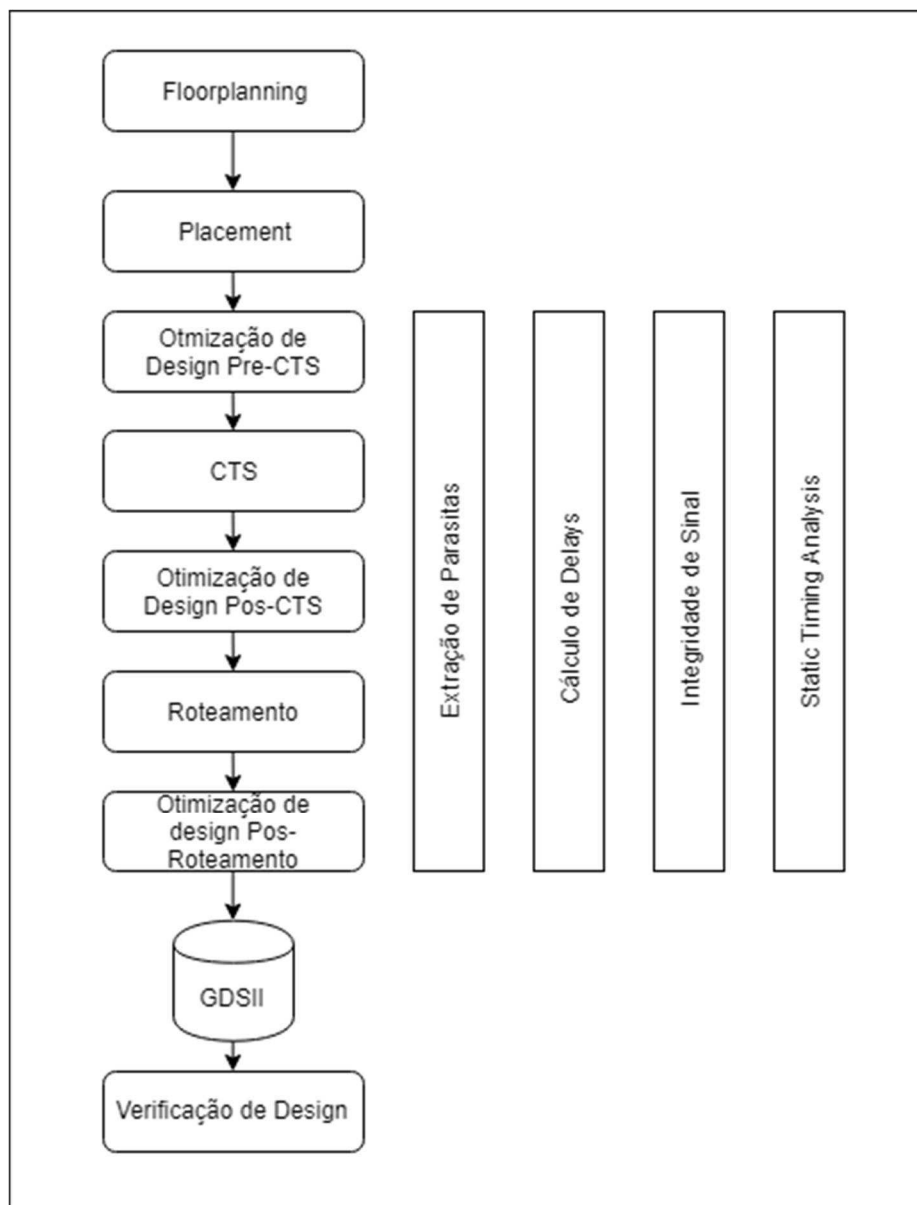 Floorplanning
Placement
Otmização de
Design Pre-CTS
CTS
Otimização de
Design Pos-CTS
Roteamento
Otimização de
design Pos-
Roteamento
GDSII
Verificação de Design
Extração de Parasitas
Cálculo de Delays
Integridade de Sinal
Static Timing Analysis